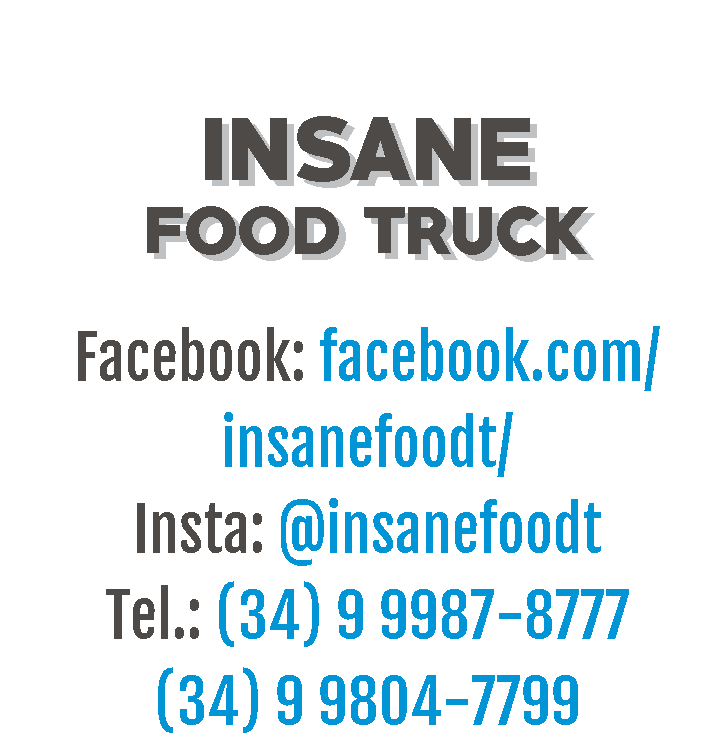 INSANE
FOOD TRUCK
Facebook: facebook.com/
insanefoodt/
Insta: @insanefoodt
Tel.: (34) 9 9987-8777
(34) 9 9804-7799